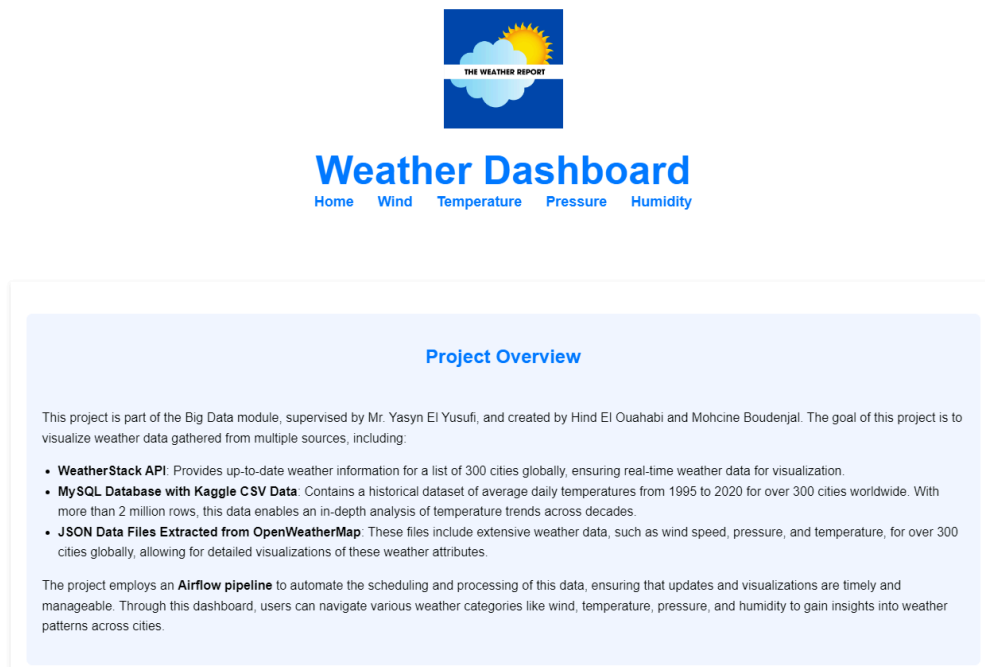 THE WEATHER REPORT
Weather Dashboard
Home Wind Temperature Pressure Humidity
Project Overview
This project is part of the Big Data module, supervised by Mr. Yasyn El Yusufi, and created by Hind El Ouahabi and Mohcine Boudenjal. The goal of this project is to
visualize weather data gathered from multiple sources, including:
• WeatherStack API: Provides up-to-date weather information for a list of 300 cities globally, ensuring real-time weather data for visualization.
• MySQL Database with Kaggle CSV Data: Contains a historical dataset of average daily temperatures from 1995 to 2020 for over 300 cities worldwide. With
more than 2 million rows, this data enables an in-depth analysis of temperature trends across decades.
• JSON Data Files Extracted from OpenWeatherMap: These files include extensive weather data, such as wind speed, pressure, and temperature, for over 300
cities globally, allowing for detailed visualizations of these weather attributes.
The project employs an Airflow pipeline to automate the scheduling and processing of this data, ensuring that updates and visualizations are timely and
manageable. Through this dashboard, users can navigate various weather categories like wind, temperature, pressure, and humidity to gain insights into weather
patterns across cities.